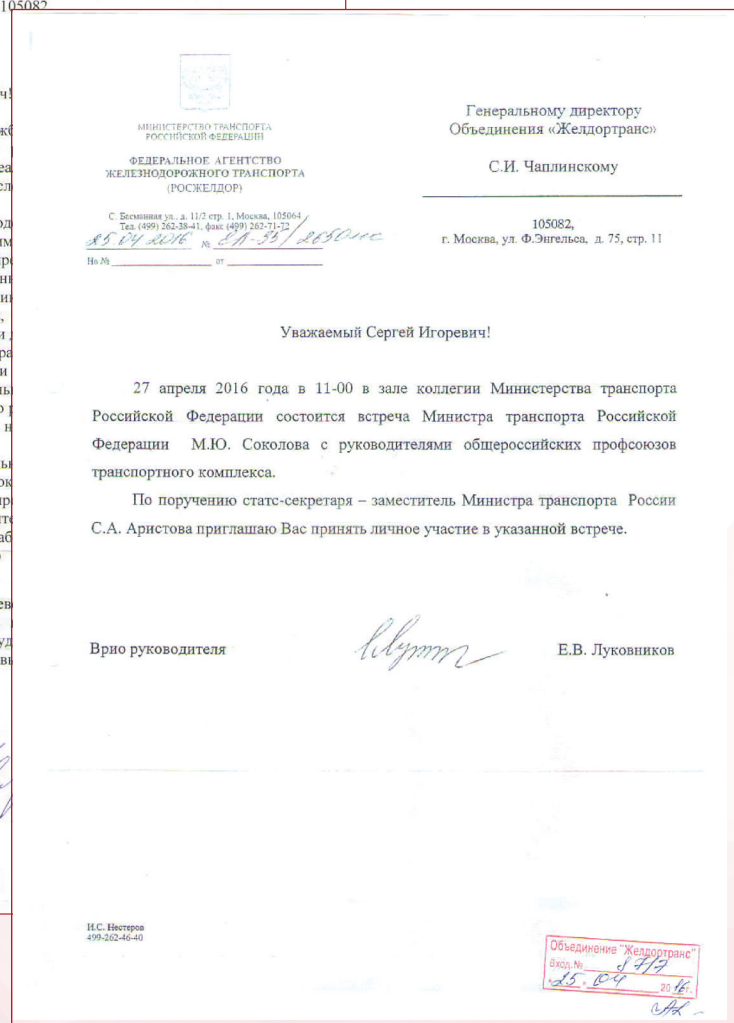 105082
МИНИСТЕРСТВО ТРАНСПОРТА
РОССИЙСКОЙ ФЕДЕРАЦИИ
ФЕДЕРАЛЬНОЕ АГЕНТСТВО
ЖЕЛЕЗНОДОРОЖНОГО ТРАНСПОРТА
(РОСЖЕЛДОР)
С. Басманная ул., д. 11/2 стр. 1, Москва, 105064
Тел. (499) 262-38-41, факс (499) 262-71-72
25.04 2016 № ЕЛ-35/2650ис
На № от
Генеральному директору
Объединения «Желдортранс»
С.И. Чаплинскому
105082,
г. Москва, ул. Ф.Энгельса, д. 75, стр. 11
Уважаемый Сергей Игоревич!
27 апреля 2016 года в 11-00 в зале коллегии Министерства транспорта
Российской Федерации состоится встреча Министра транспорта Российской
Федерации М.Ю. Соколова с руководителями общероссийских профсоюзов
транспортного комплекса.
По поручению статс-секретаря – заместитель Министра транспорта России
С.А. Аристова приглашаю Вас принять личное участие в указанной встрече.
Врио руководителя
Е.В. Луковников
И.С. Нестеров
499-262-46-40
Объединение "Желдортранс"
Вход.№
25.04 2016г.